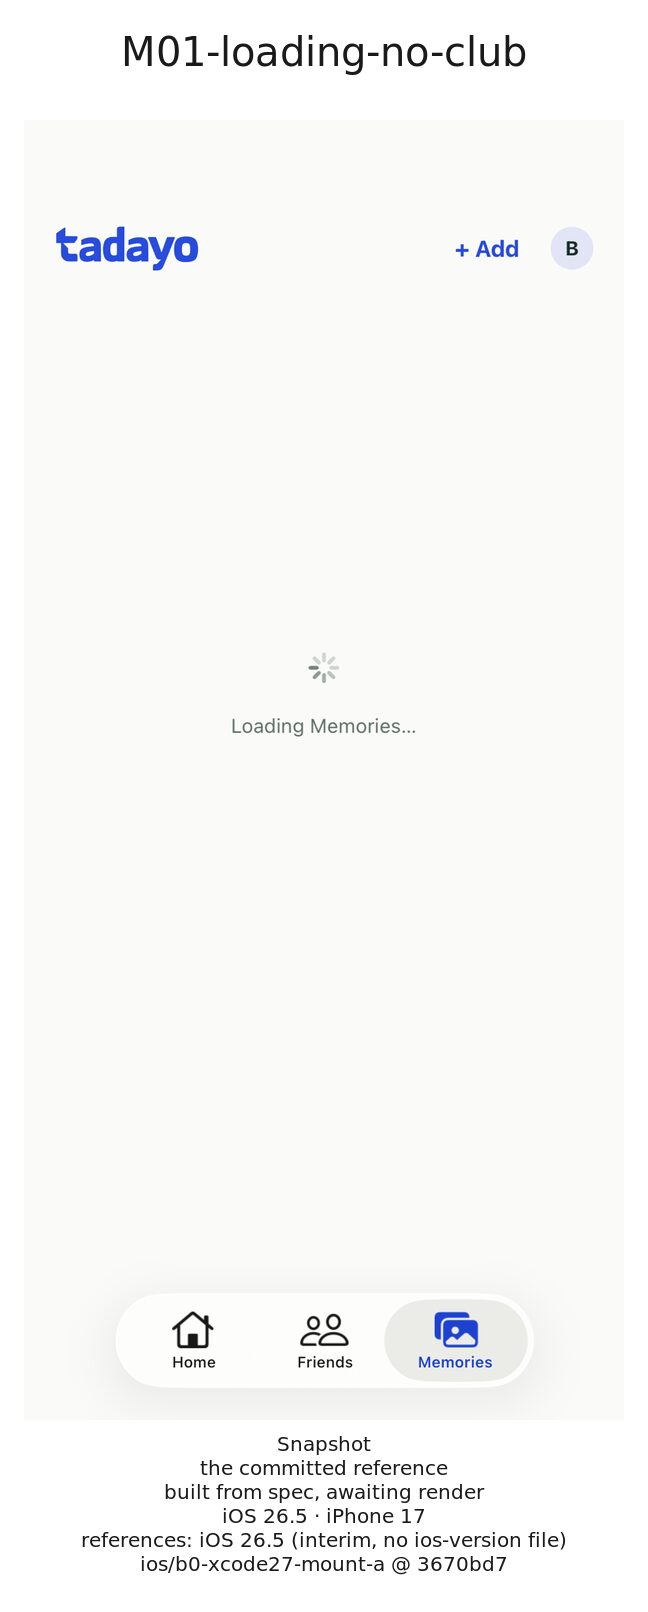 M01-loading-no-club
tadayo
+ Add
B
Loading Memories...
Home
Friends
Memories
Snapshot
the committed reference
built from spec, awaiting render
iOS 26.5 · iPhone 17
references: iOS 26.5 (interim, no ios-version file)
ios/b0-xcode27-mount-a @ 3670bd7